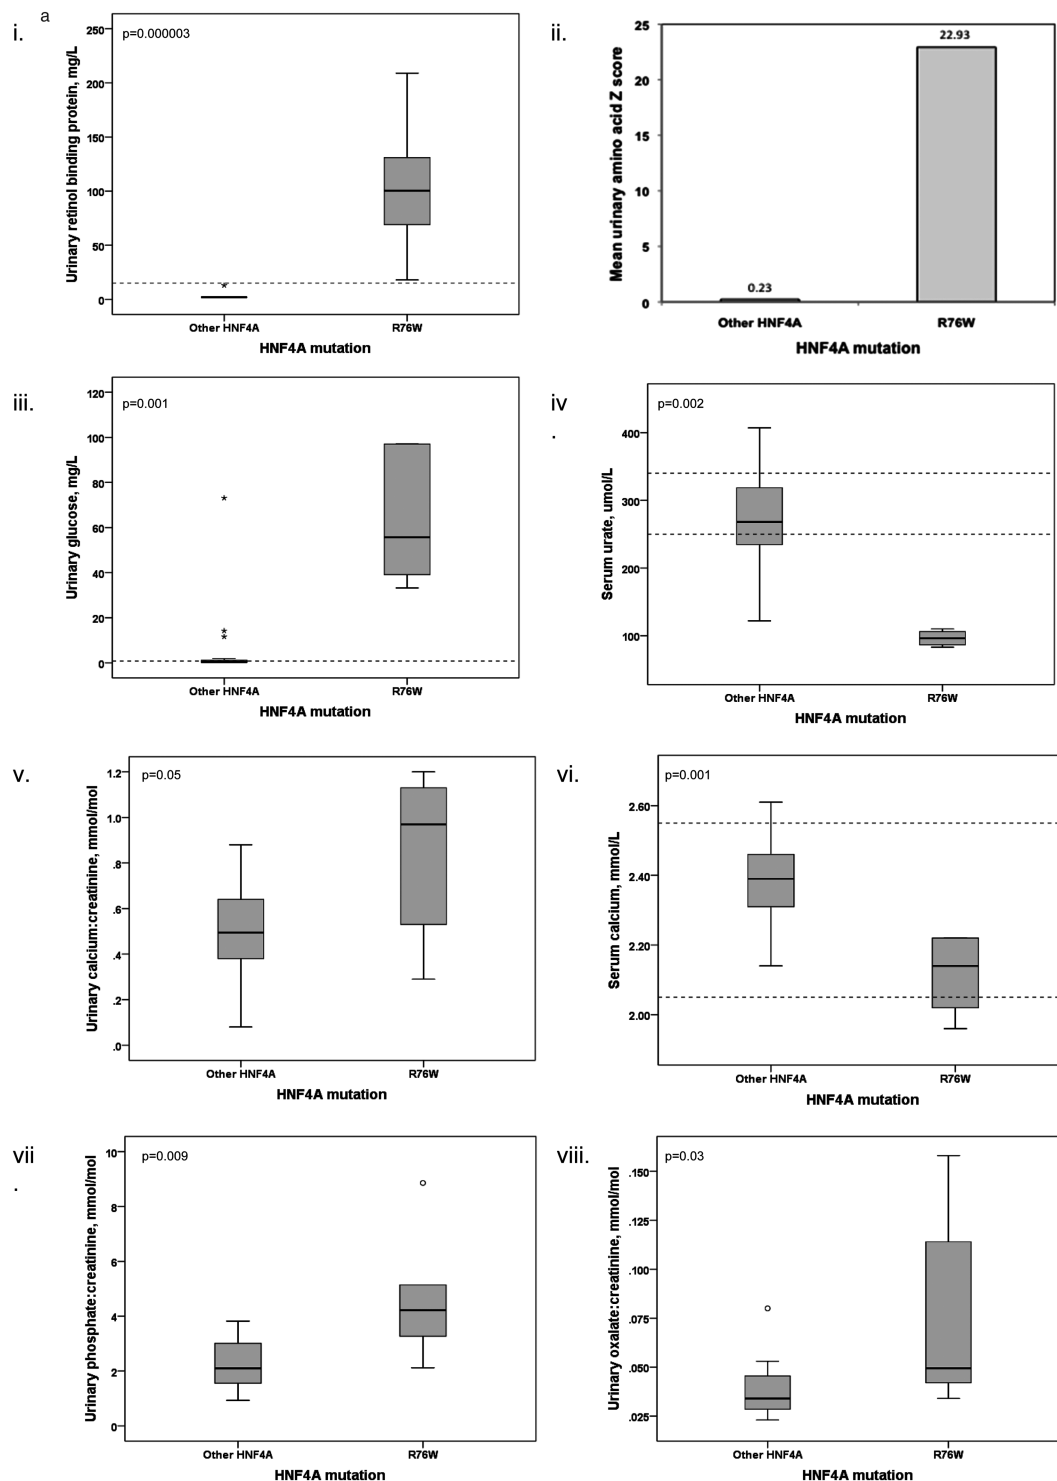 a
i.
p=0.000003
250
200
150
100
50
0
Urinary retinol binding protein, mg/L
Other HNF4A
R76W
HNF4A mutation
ii.
25
20
15
10
5
0
Mean urinary amino acid Z score
22.93
0.23
Other HNF4A
R76W
HNF4A mutation
iii.
p=0.001
120
100
80
60
40
20
0
Urinary glucose, mg/L
*
*
*
Other HNF4A
R76W
HNF4A mutation
iv
.
p=0.002
400
300
200
100
Serum urate, umol/L
Other HNF4A
R76W
HNF4A mutation
v.
p=0.05
1.2
1.0
.8
.6
.4
.2
.0
Urinary calcium:creatinine, mmol/mol
Other HNF4A
R76W
HNF4A mutation
vi.
p=0.001
2.60
2.40
2.20
2.00
Serum calcium, mmol/L
Other HNF4A
R76W
HNF4A mutation
vii
.
p=0.009
10
8
6
4
2
0
Urinary phosphate:creatinine, mmol/mol
Other HNF4A
R76W
HNF4A mutation
viii.
p=0.03
.150
.125
.100
.075
.050
.025
Urinary oxalate:creatinine, mmol/mol
Other HNF4A
R76W
HNF4A mutation